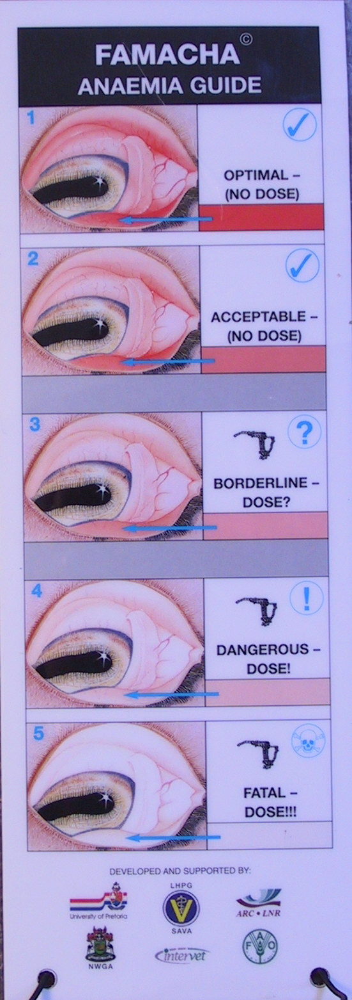 FAMACHA©
ANAEMIA GUIDE
1
OPTIMAL –
(NO DOSE)
2
ACCEPTABLE –
(NO DOSE)
3
?
BORDERLINE –
DOSE?
4
!
DANGEROUS –
DOSE!
5
FATAL –
DOSE!!!
DEVELOPED AND SUPPORTED BY:
University of Pretoria
LHPG
V
SAVA
ARC • LNR
NWGA
intervet
FAO